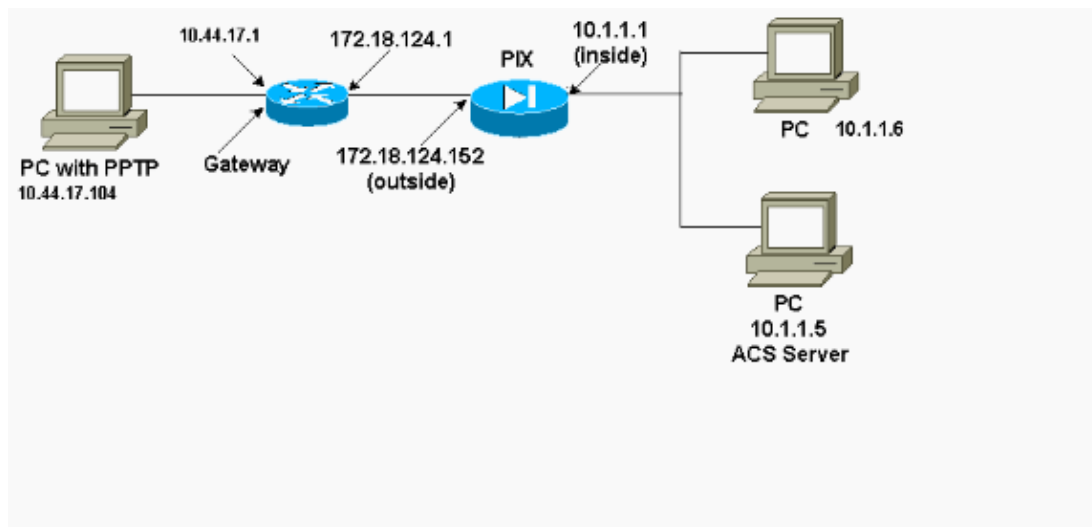 10.44.17.1
172.18.124.1
PIX
10.1.1.1
(inside)
PC with PPTP
10.44.17.104
Gateway
172.18.124.152
(outside)
PC 10.1.1.6
PC
10.1.1.5
ACS Server